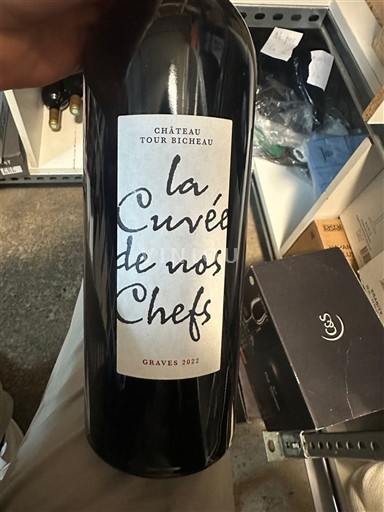 CHÂTEAU
TOUR BICHEAU
la
Cuvée
de nos
Chefs
GRAVES 2022
C&S